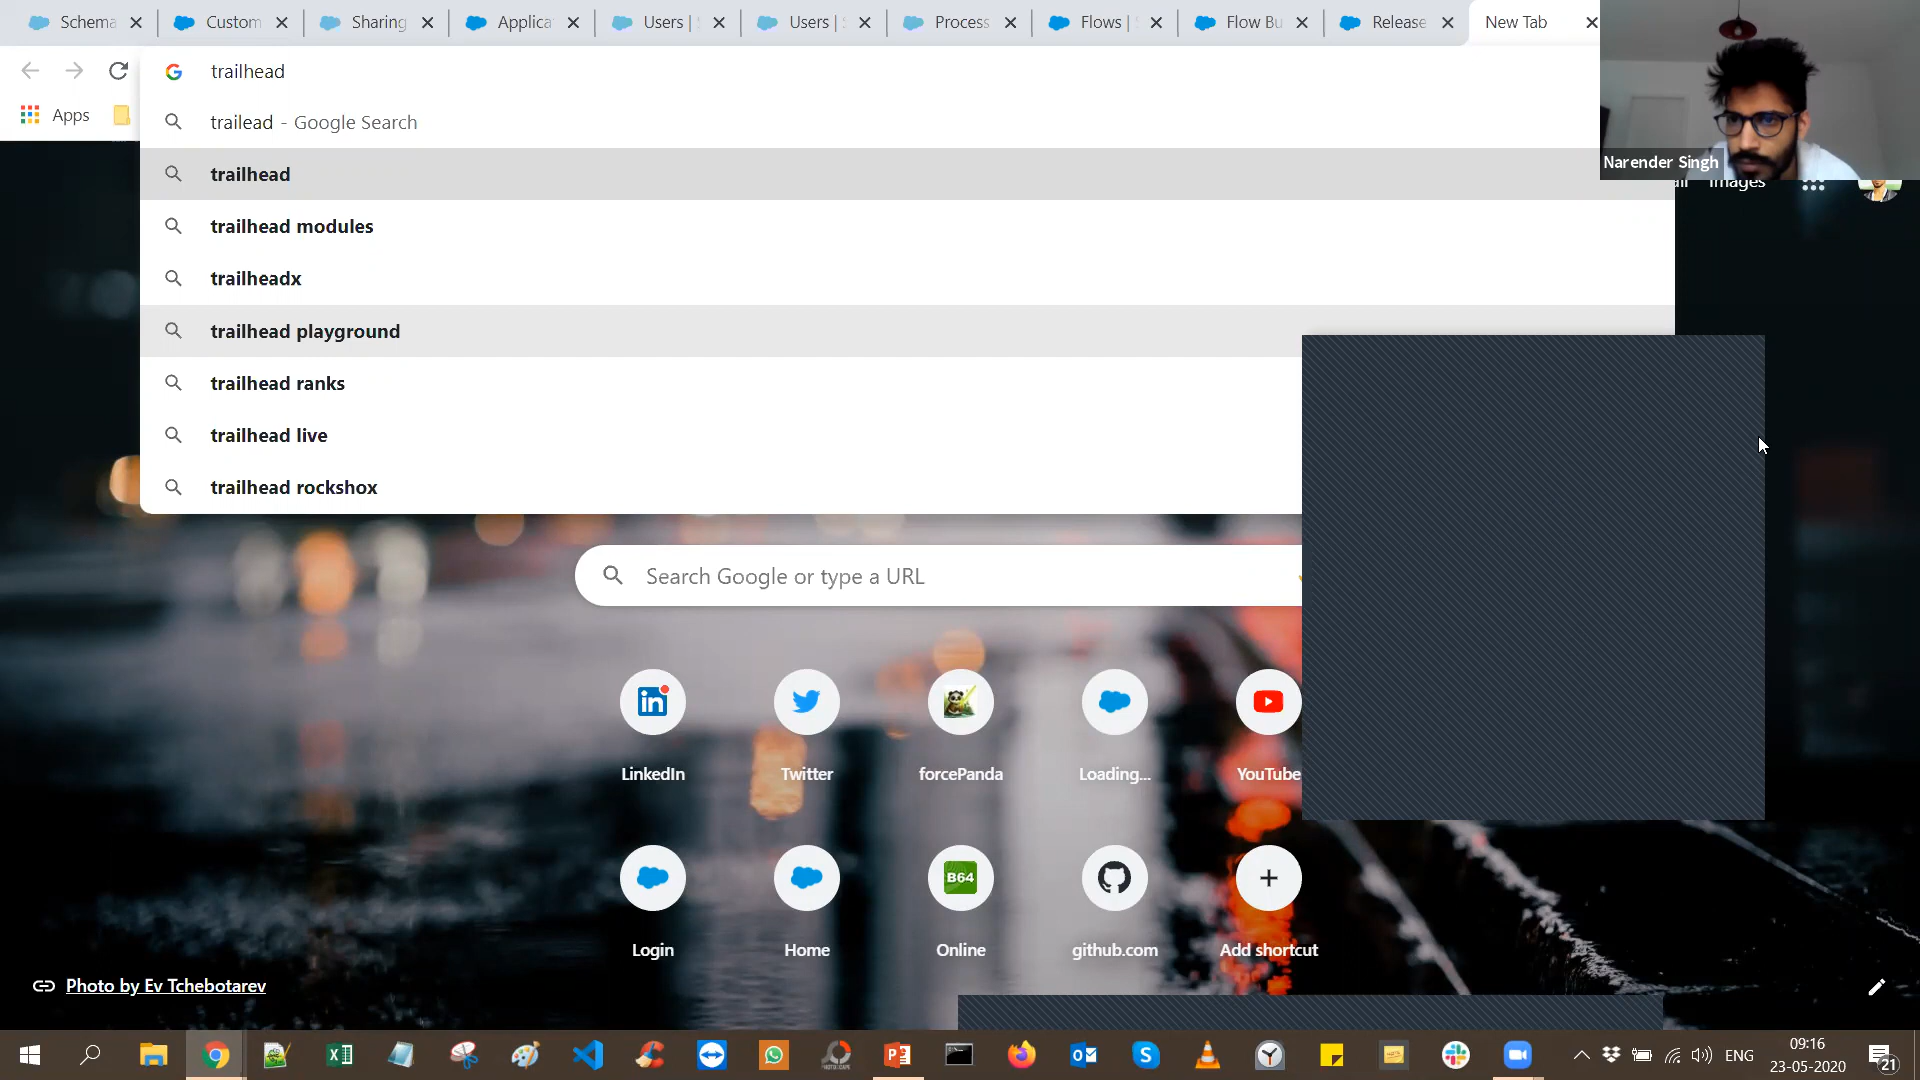 Schema
Custom
Sharing
Applica
Users |
Users |
Process
Flows |
Flow Bu
Release
New Tab
trailhead
Apps
trailead - Google Search
trailhead
trailhead modules
trailheadx
trailhead playground
trailhead ranks
trailhead live
trailhead rockshox
Narender Singh
Images
Search Google or type a URL
LinkedIn
Twitter
forcePanda
Loading...
YouTube
B64
Login
Home
Online
github.com
Add shortcut
Photo by Ev Tchebotarev
ENG
09:16
23-05-2020
21